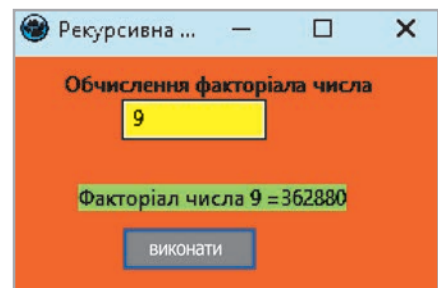 Рекурсивна ...
Обчислення факторіала числа
9
Факторіал числа 9 =362880
виконати